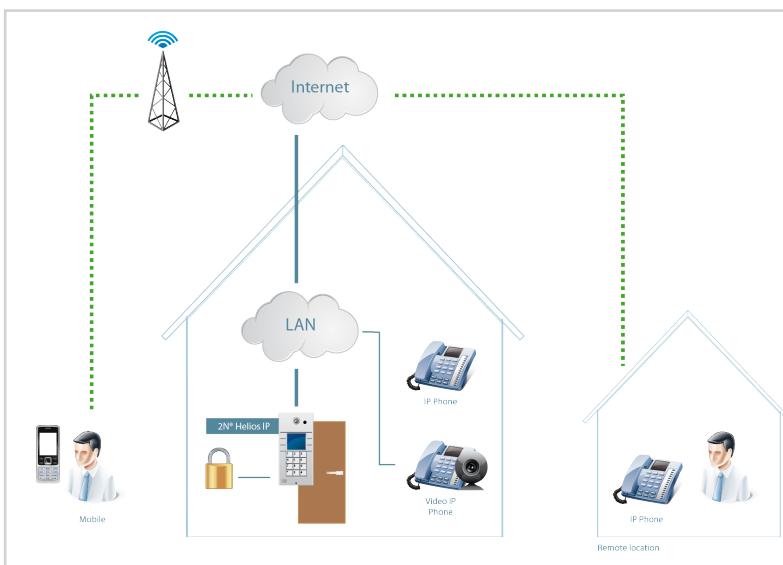 Internet
LAN
IP Phone
2N® Helios IP
Video IP
Phone
Mobile
IP Phone
Remote location